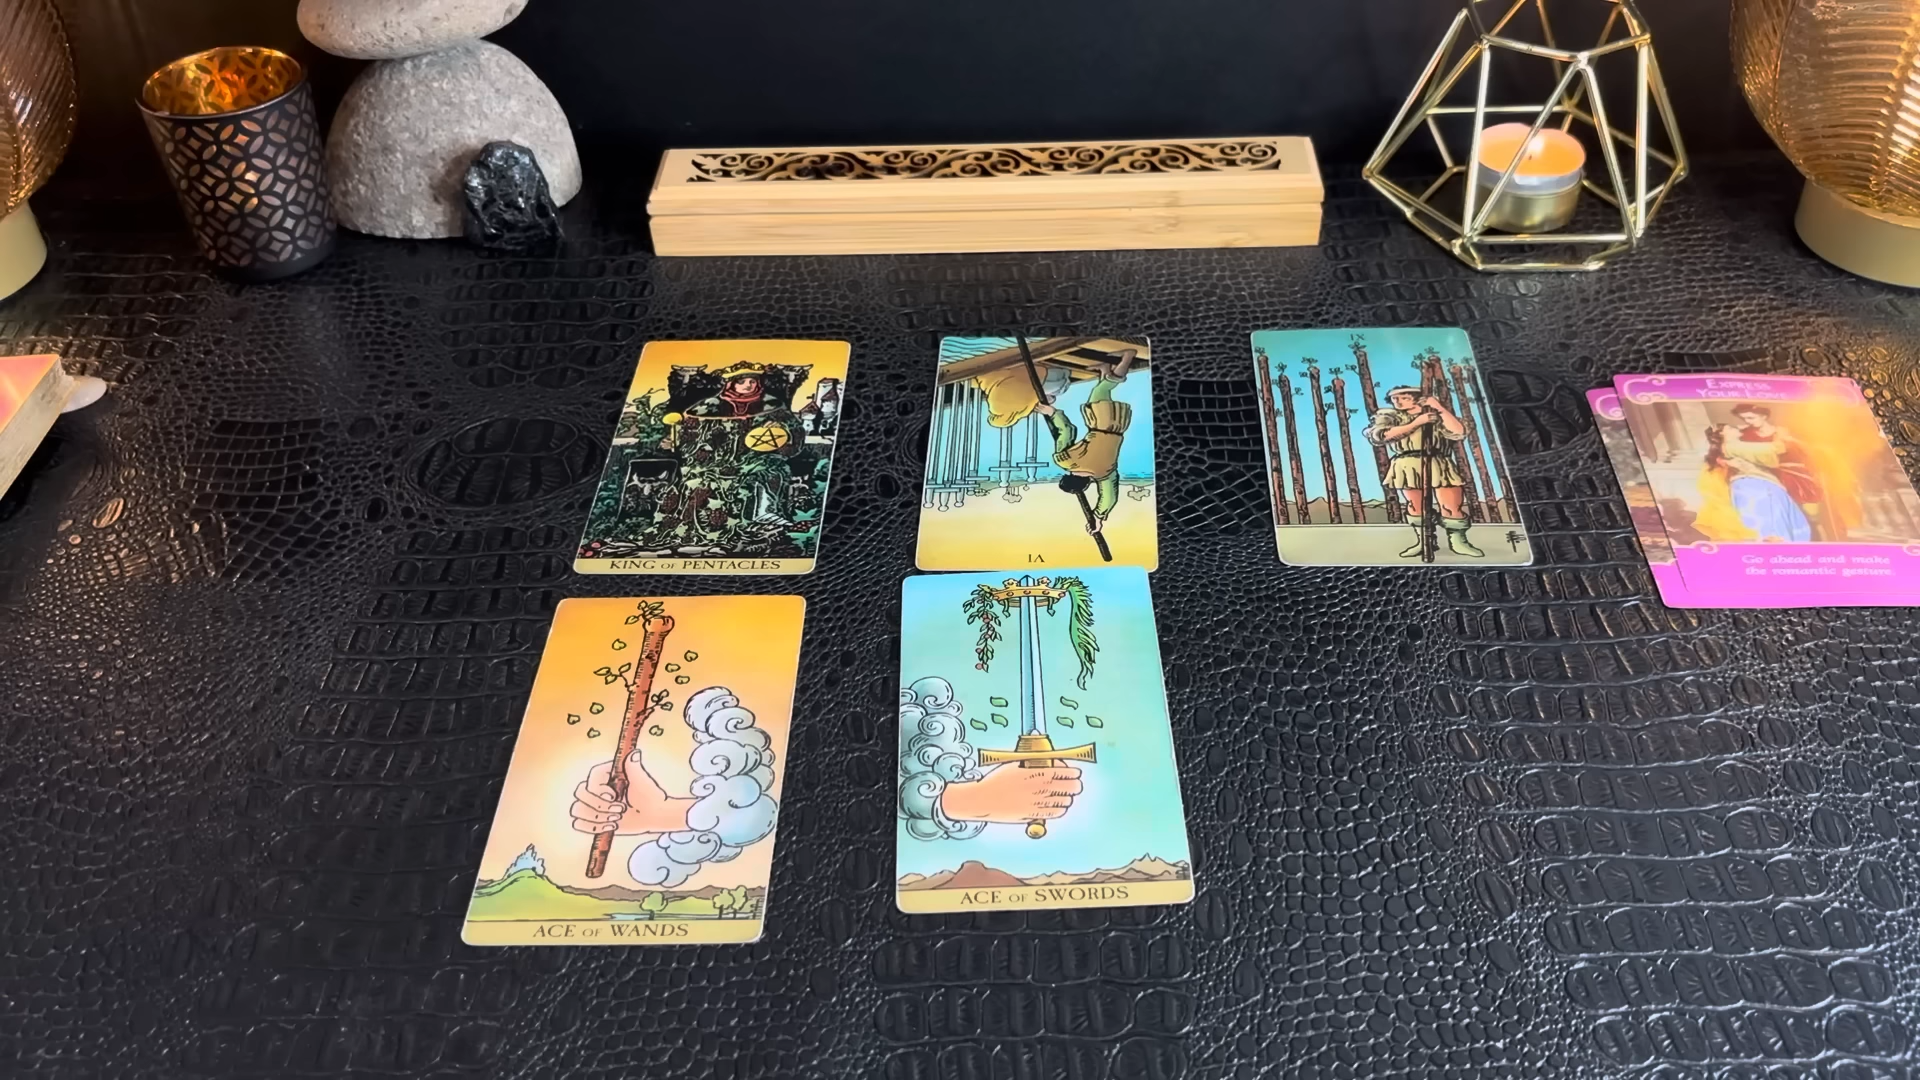 IX
EXPRESS
YOUR LOVE
KING OF PENTACLES
VI
Go ahead and make
the romantic gesture.
ACE OF WANDS
ACE OF SWORDS